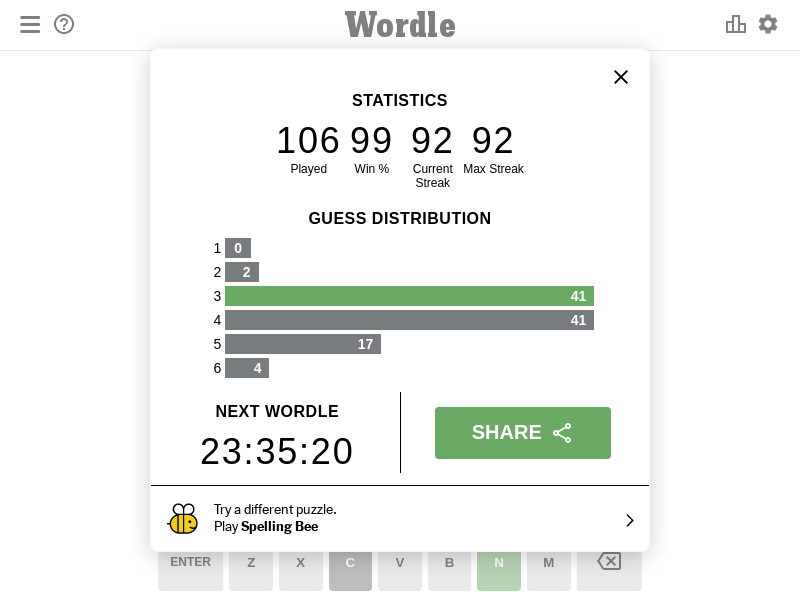 Wordle
STATISTICS
106 99 92 92
Played Win % Current Streak Max Streak
GUESS DISTRIBUTION
1 0
2 2
3 41
4 41
5 17
6 4
NEXT WORDLE
23:35:20
SHARE
Try a different puzzle.
Play Spelling Bee
ENTER Z X C V B N M